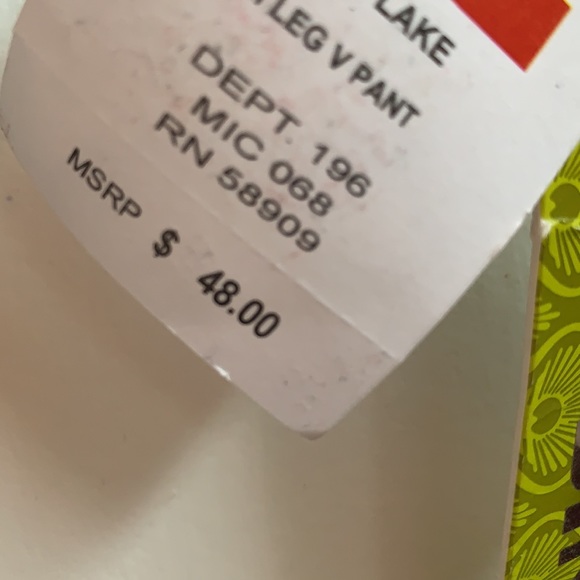 LAKE
LEG V PANT
DEPT. 196
MIC 068
RN 58909
MSRP $ 48.00